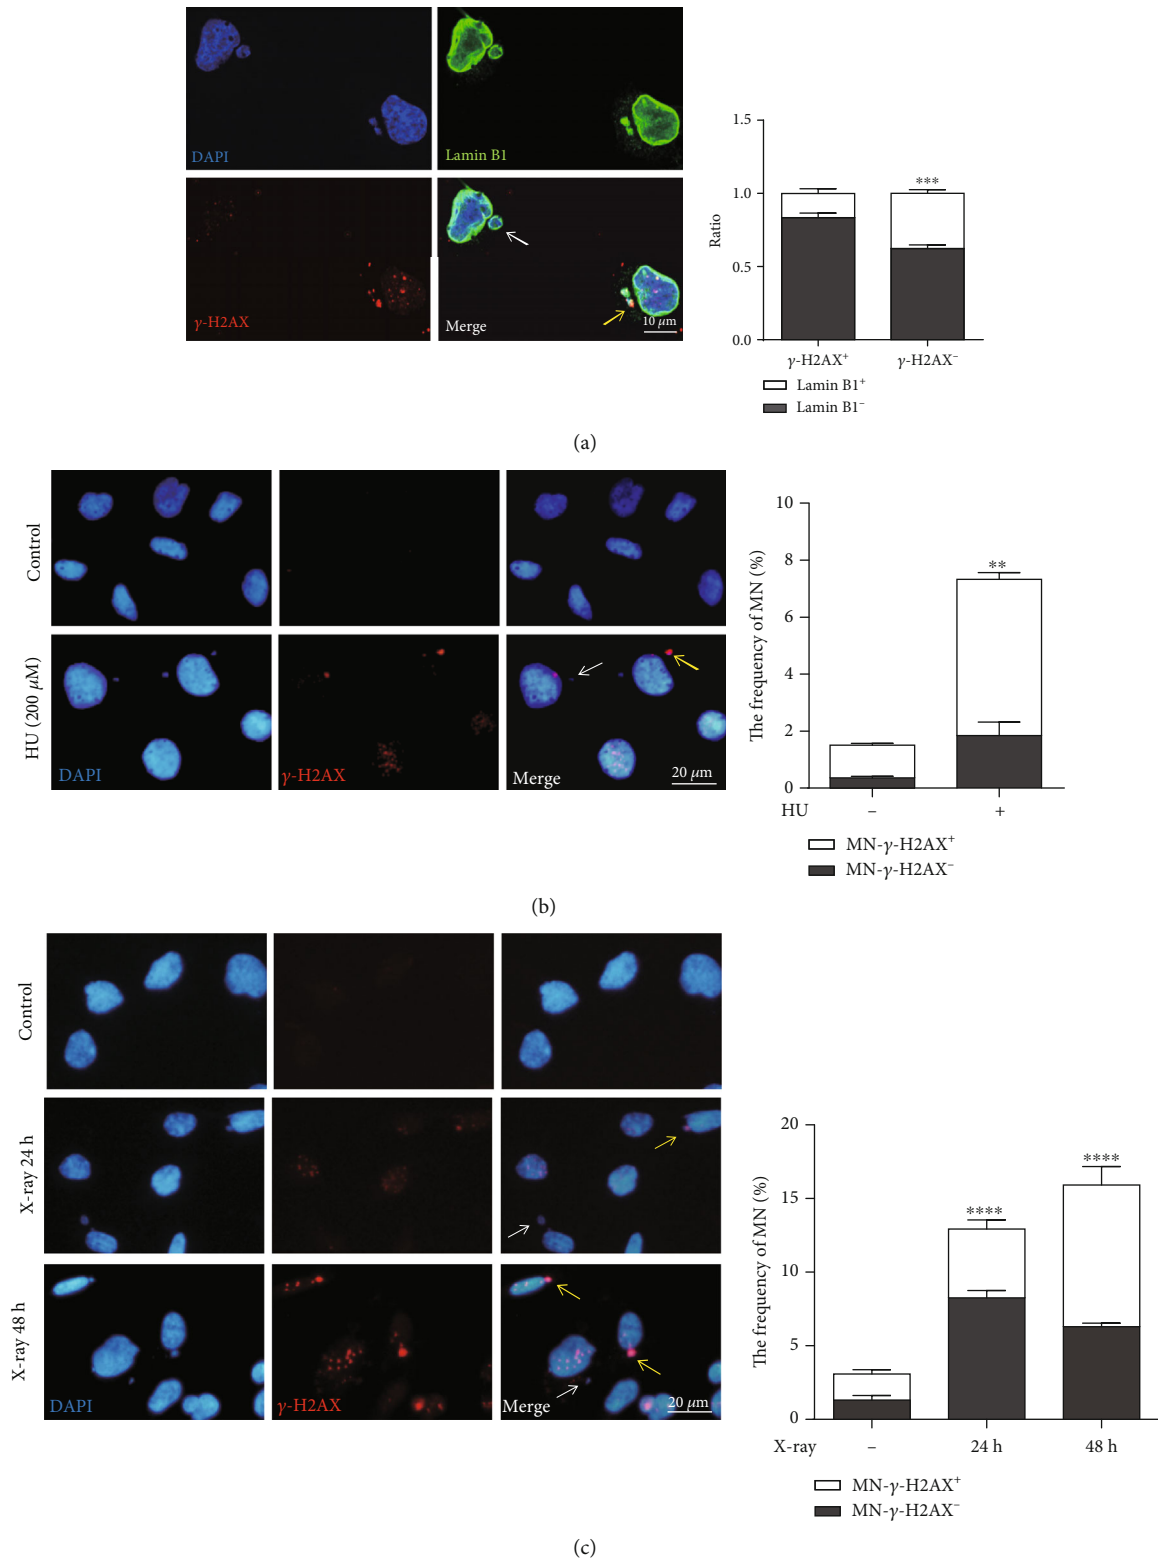 DAPI
Lamin B1
γ-H2AX
Merge
10 μm
1.5
1.0
0.5
0.0
Ratio
***
γ-H2AX⁺
γ-H2AX⁻
Lamin B1⁺
Lamin B1⁻
(a)
Control
HU (200 μM)
DAPI
γ-H2AX
Merge
20 μm
The frequency of MN (%)
10
8
6
4
2
0
**
HU
–
+
MN-γ-H2AX⁺
MN-γ-H2AX⁻
(b)
Control
X-ray 24 h
X-ray 48 h
DAPI
γ-H2AX
Merge
20 μm
The frequency of MN (%)
20
15
10
5
0
****
****
X-ray
–
24 h
48 h
MN-γ-H2AX⁺
MN-γ-H2AX⁻
(c)